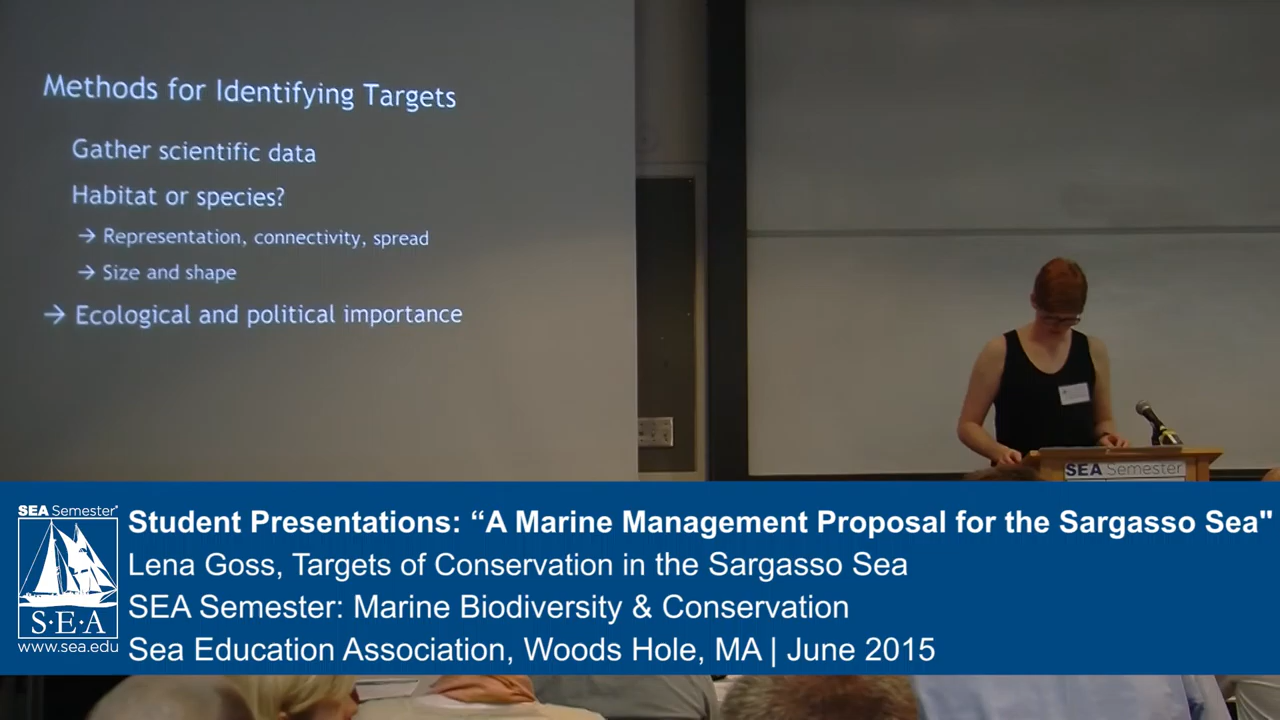 Methods for Identifying Targets
Gather scientific data
Habitat or species?
→ Representation, connectivity, spread
→ Size and shape
→ Ecological and political importance
SEA Semester
SEA Semester®
S·E·A
www.sea.edu
Student Presentations: “A Marine Management Proposal for the Sargasso Sea"
Lena Goss, Targets of Conservation in the Sargasso Sea
SEA Semester: Marine Biodiversity & Conservation
Sea Education Association, Woods Hole, MA | June 2015